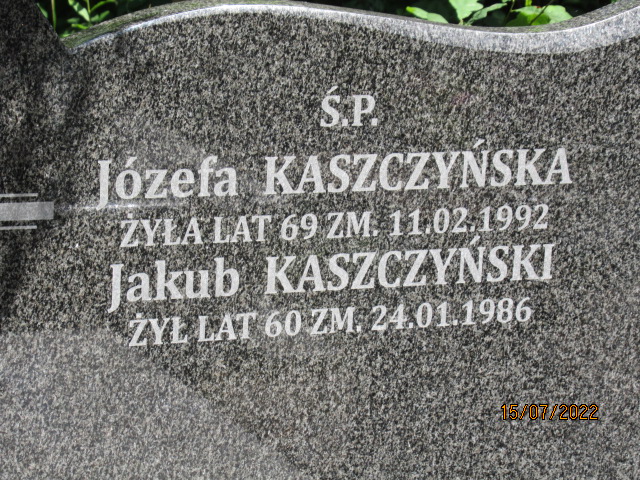 Ś.P.
Józefa KASZCZYŃSKA
ŻYŁA LAT 69 ZM. 11.02.1992
Jakub KASZCZYŃSKI
ŻYŁ LAT 60 ZM. 24.01.1986
15/07/2022